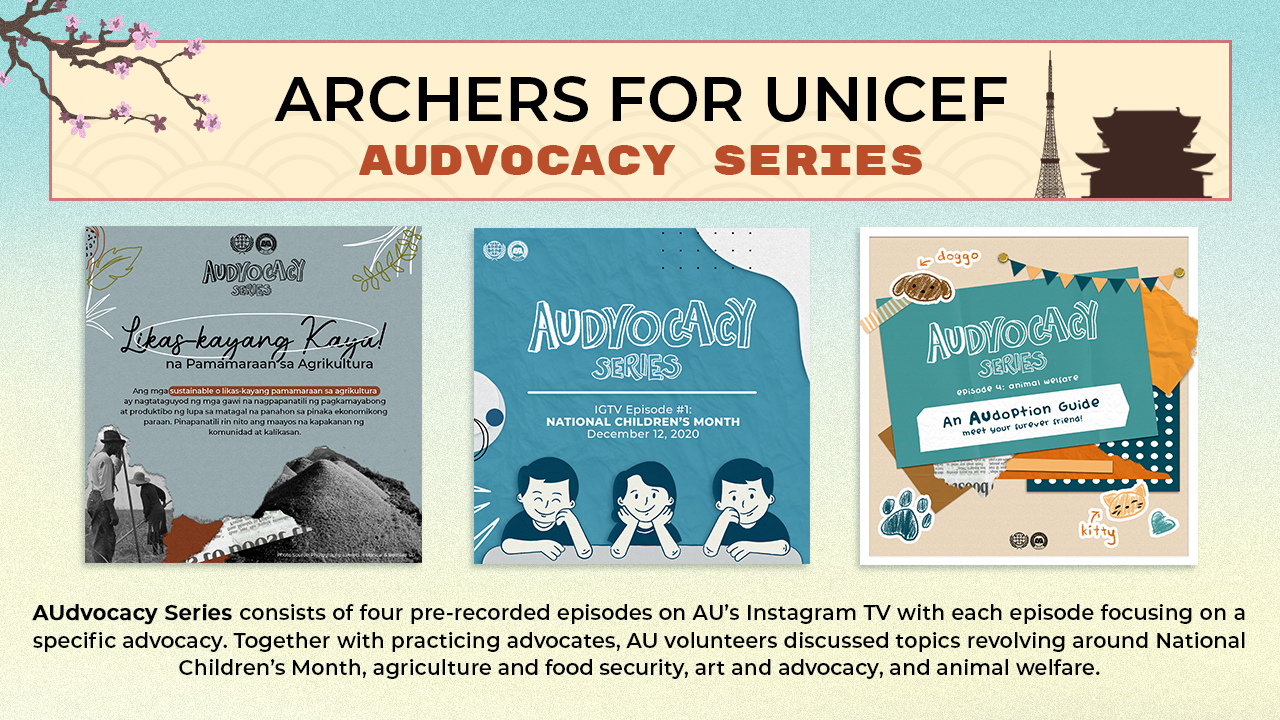 ARCHERS FOR UNICEF
AUDVOCACY SERIES
AUDVOCACY
SERIES
Likas-kayang Kaya!
na Pamamaraan sa Agrikultura
Ang mga sustainable o likas-kayang pamamaraan sa agrikultura
ay nagtataguyod ng mga gawi na nagpapanatili ng pagkamayabong
at produktibo ng lupa sa matagal na panahon sa pinaka ekonomikong
paraan. Pinapanatili rin nito ang maayos na kapakanan ng
komunidad at kalikasan.
AUDVOCACY
SERIES
IGTV Episode #1:
NATIONAL CHILDREN'S MONTH
December 12, 2020
doggo
AUDVOCACY
SERIES
episode 4: animal welfare
An AUdoption Guide
meet your furever friend!
kitty
AUdvocacy Series consists of four pre-recorded episodes on AU's Instagram TV with each episode focusing on a
specific advocacy. Together with practicing advocates, AU volunteers discussed topics revolving around National
Children's Month, agriculture and food security, art and advocacy, and animal welfare.